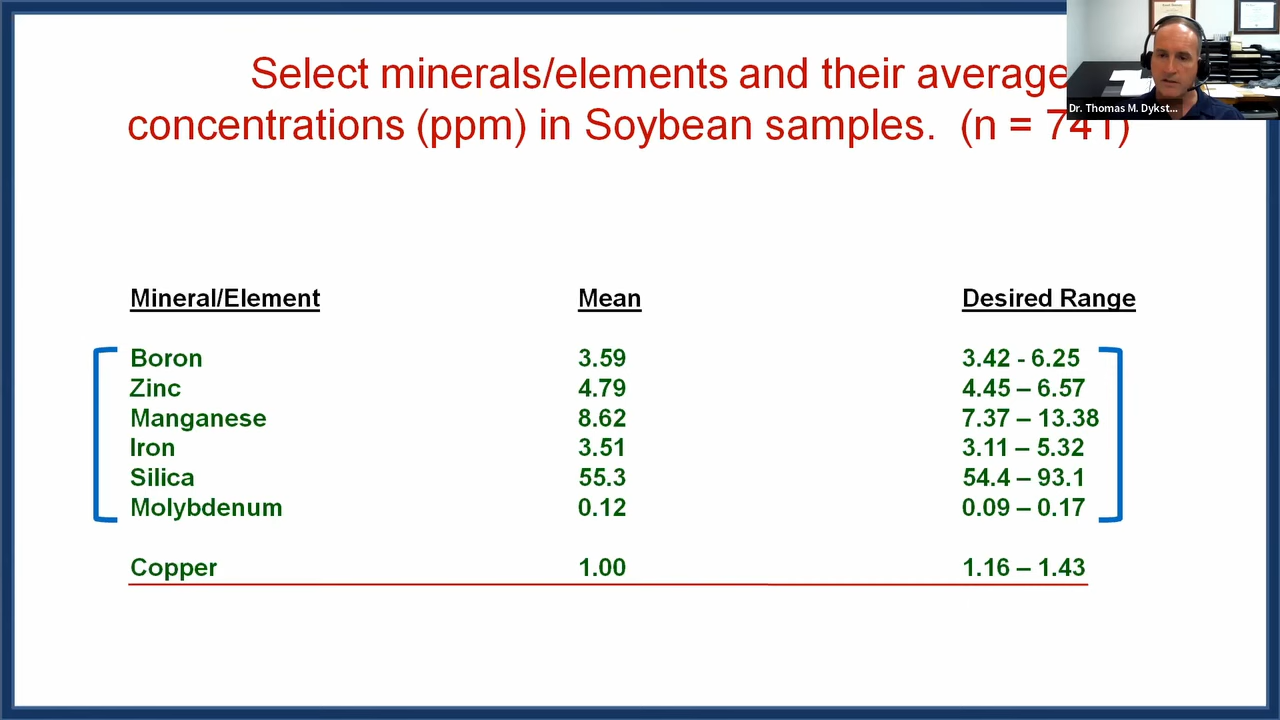 Select minerals/elements and their average
concentrations (ppm) in Soybean samples. (n = 741)
Dr. Thomas M. Dykst...
Mineral/Element Mean Desired Range
Boron 3.59 3.42 - 6.25
Zinc 4.79 4.45 – 6.57
Manganese 8.62 7.37 – 13.38
Iron 3.51 3.11 – 5.32
Silica 55.3 54.4 – 93.1
Molybdenum 0.12 0.09 – 0.17
Copper 1.00 1.16 – 1.43